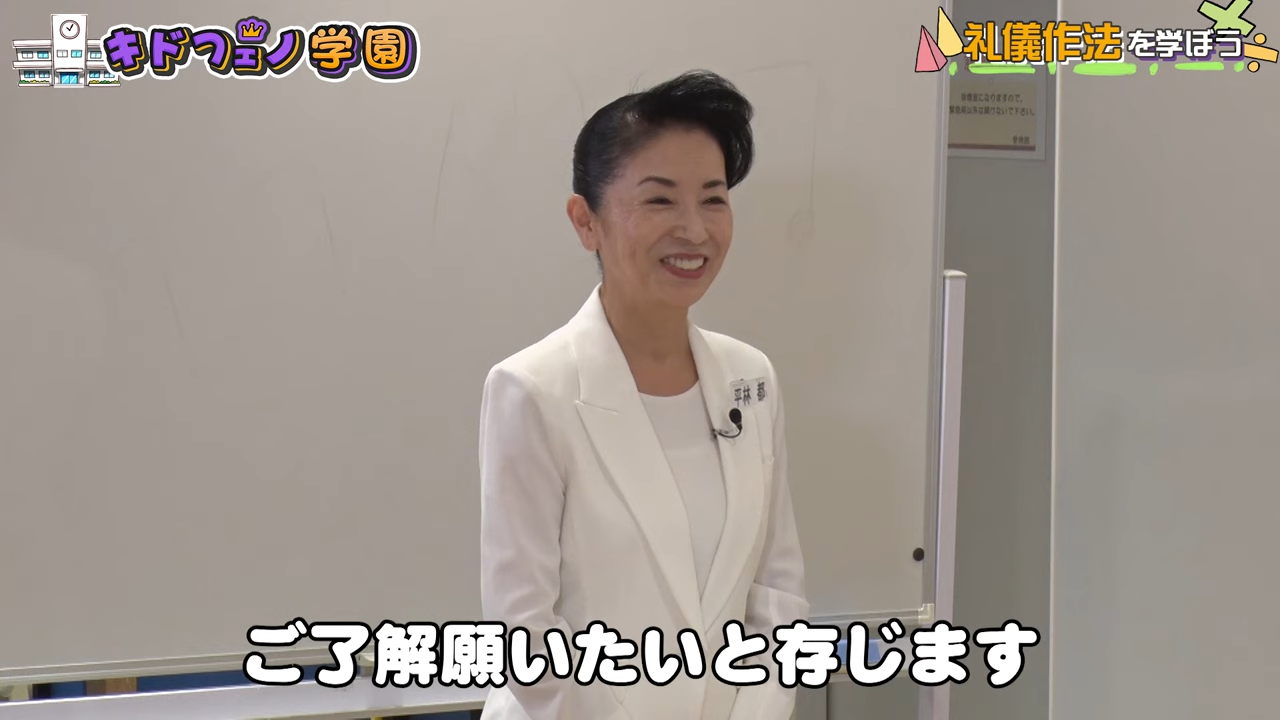 キドフェノ学園
礼儀作法を学ぼう
平林 都
ご了解願いたいと存じます